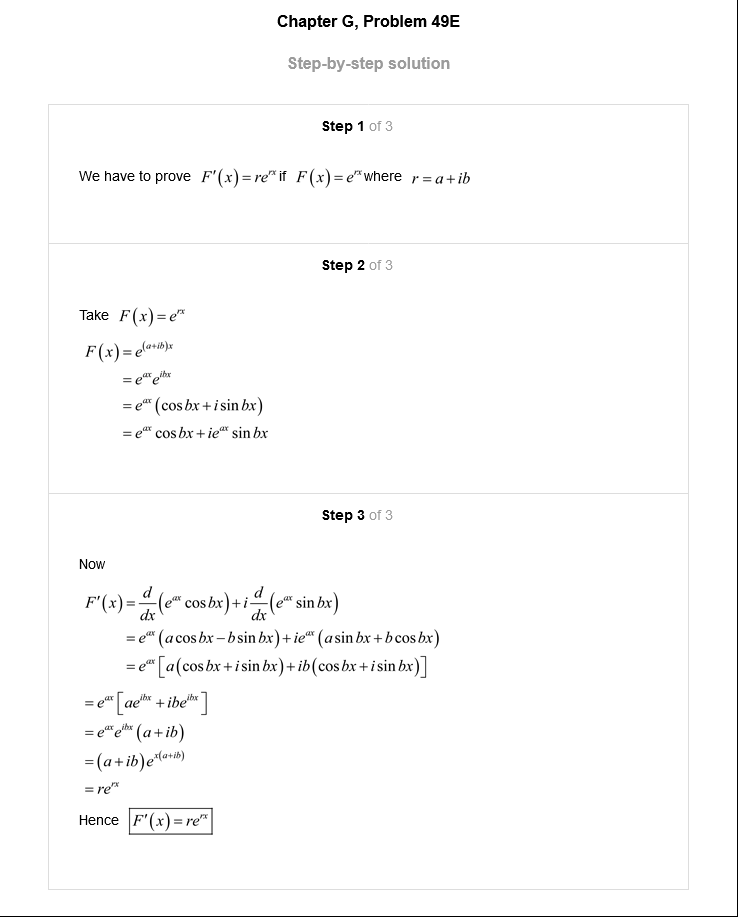 Chapter G, Problem 49E
Step-by-step solution
Step 1 of 3
We have to prove F′(x) = re^{rx} if F(x) = e^{rx} where r = a + ib
Step 2 of 3
Take F(x) = e^{rx}
F(x) = e^{(a+ib)x}
= e^{ax} e^{ibx}
= e^{ax} (cos bx + i sin bx)
= e^{ax} cos bx + ie^{ax} sin bx
Step 3 of 3
Now
F′(x) = \frac{d}{dx}(e^{ax} cos bx) + i \frac{d}{dx}(e^{ax} sin bx)
= e^{ax} (a cos bx − b sin bx) + ie^{ax} (a sin bx + b cos bx)
= e^{ax} [a(cos bx + i sin bx) + ib(cos bx + i sin bx)]
= e^{ax} [ae^{ibx} + ibe^{ibx}]
= e^{ax} e^{ibx} (a + ib)
= (a + ib) e^{x(a+ib)}
= re^{rx}
Hence F′(x) = re^{rx}